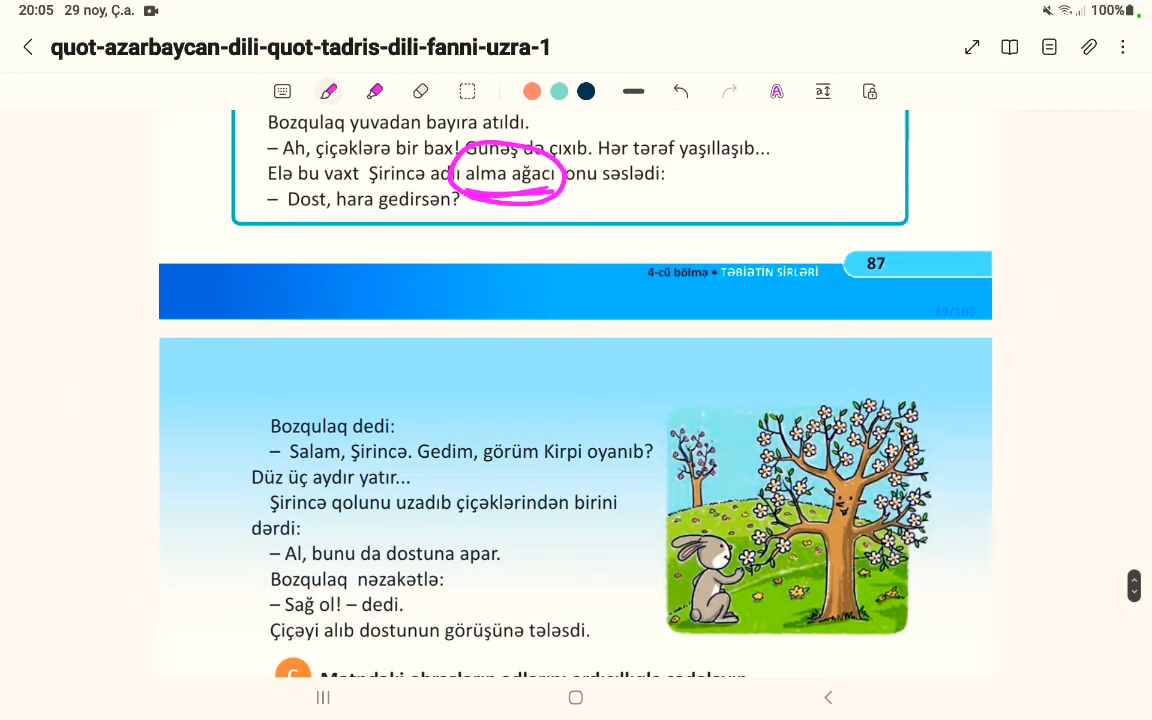 20:05 29 noy, Ç.a. 100%
quot-azarbaycan-dili-quot-tadris-dili-fanni-uzra-1
Bozqulaq yuvadan bayıra atıldı.
– Ah, çiçəklərə bir bax! Günəş də çıxıb. Hər tərəf yaşıllaşıb...
Elə bu vaxt Şirincə adlı alma ağacı onu səslədi:
– Dost, hara gedirsən?
4-cü bölmə • TƏBİƏTİN SİRLƏRİ 87
89/100
Bozqulaq dedi:
– Salam, Şirincə. Gedim, görüm Kirpi oyanıb?
Düz üç aydır yatır...
Şirincə qolunu uzadıb çiçəklərindən birini
dərdi:
– Al, bunu da dostuna apar.
Bozqulaq nəzakətlə:
– Sağ ol! – dedi.
Çiçəyi alıb dostunun görüşünə tələsdi.